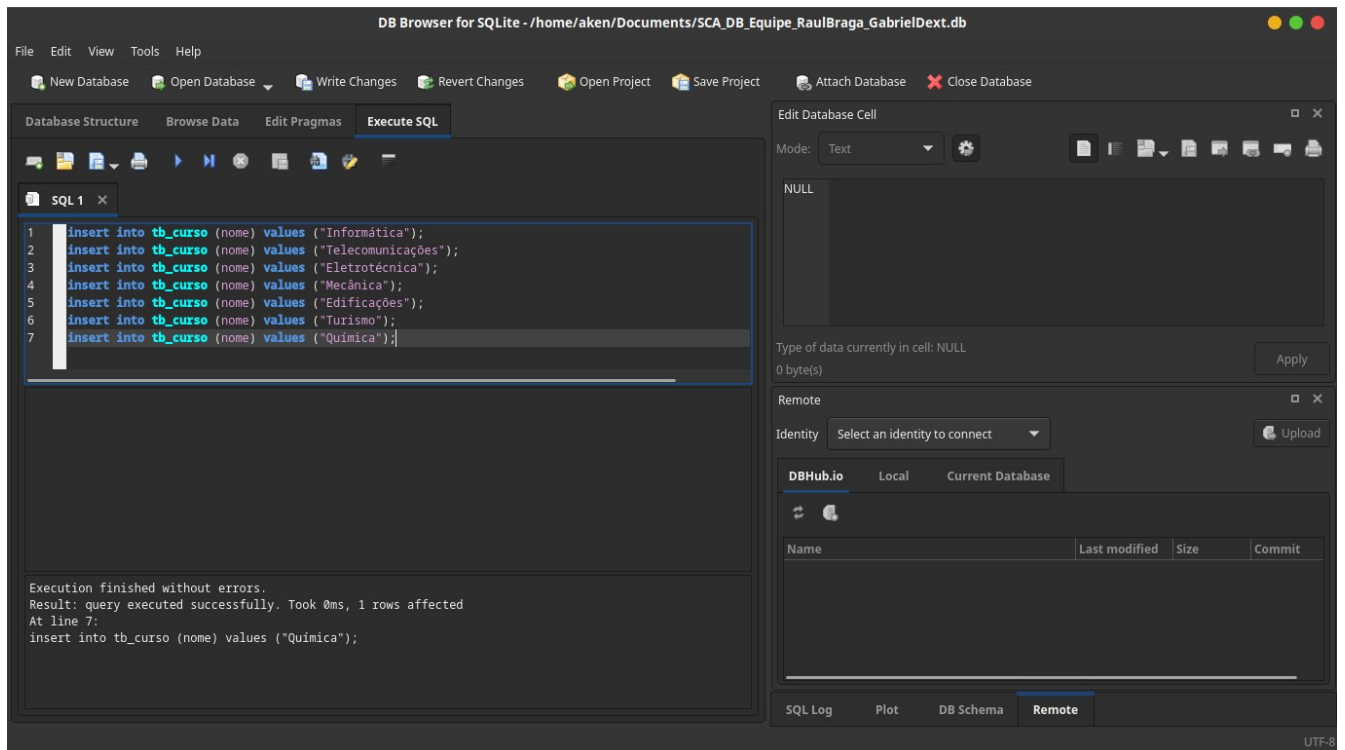 DB Browser for SQLite - /home/aken/Documents/SCA_DB_Equipe_RaulBraga_GabrielDext.db
File Edit View Tools Help
New Database Open Database Write Changes Revert Changes Open Project Save Project Attach Database Close Database
Database Structure Browse Data Edit Pragmas Execute SQL
SQL 1
1 insert into tb_curso (nome) values ("Informática");
2 insert into tb_curso (nome) values ("Telecomunicações");
3 insert into tb_curso (nome) values ("Eletrotécnica");
4 insert into tb_curso (nome) values ("Mecânica");
5 insert into tb_curso (nome) values ("Edificações");
6 insert into tb_curso (nome) values ("Turismo");
7 insert into tb_curso (nome) values ("Química");
Execution finished without errors.
Result: query executed successfully. Took 0ms, 1 rows affected
At line 7:
insert into tb_curso (nome) values ("Química");
Edit Database Cell
Mode: Text
NULL
Type of data currently in cell: NULL
0 byte(s)
Apply
Remote
Identity Select an identity to connect Upload
DBHub.io Local Current Database
Name Last modified Size Commit
SQL Log Plot DB Schema Remote
UTF-8